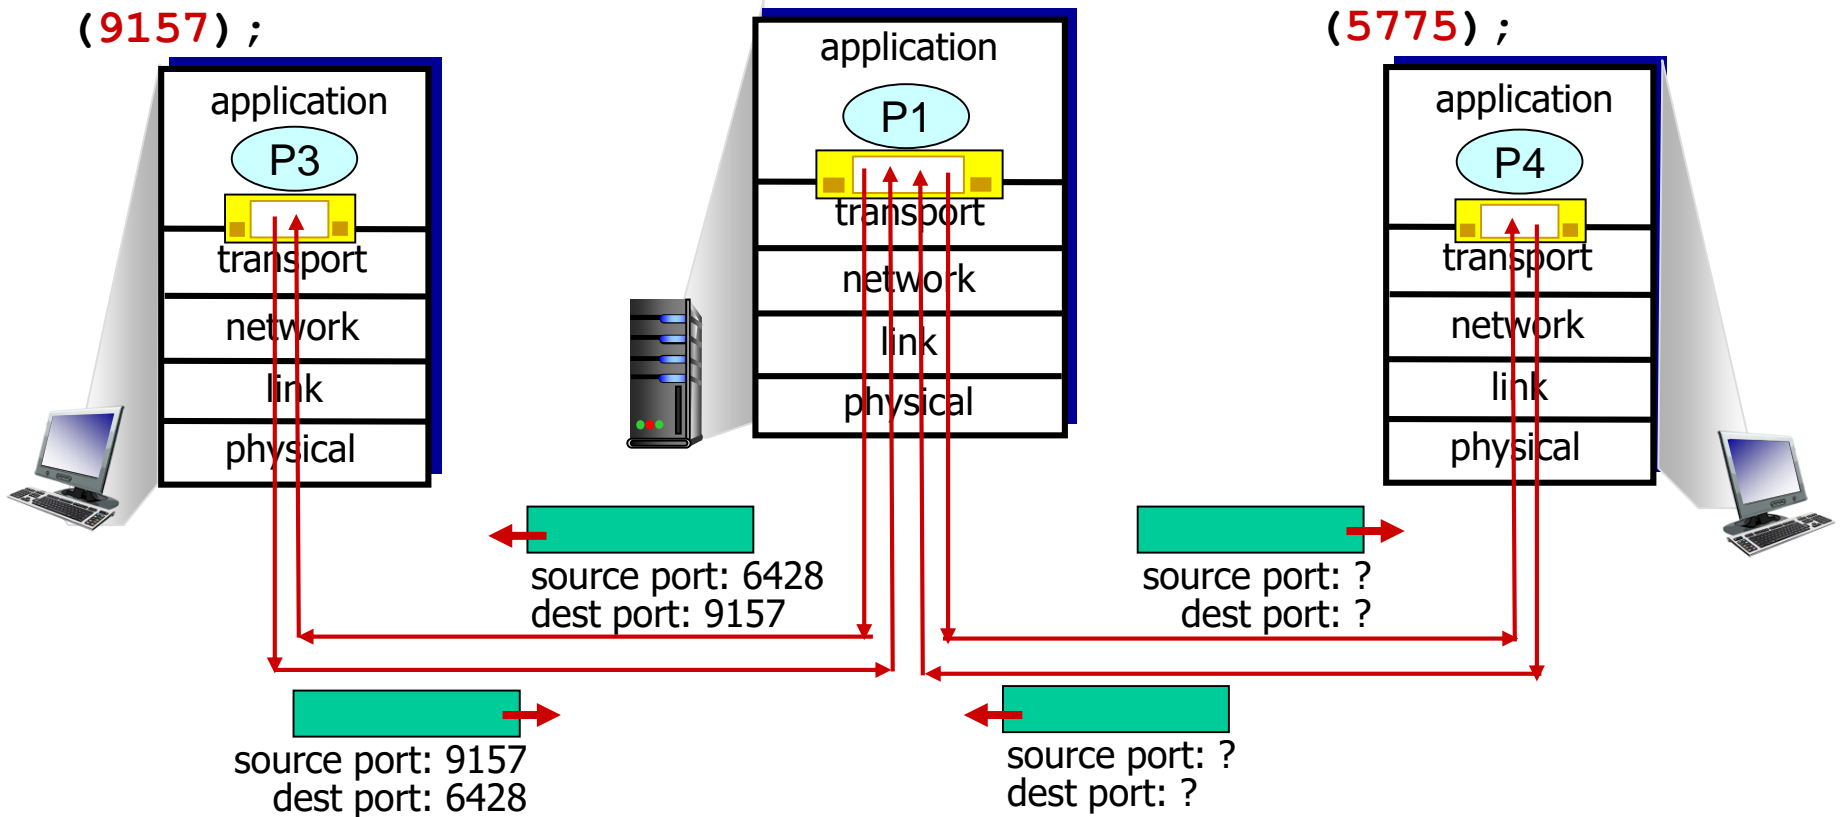 (9157);
application
P3
transport
network
link
physical
application
P1
transport
network
link
physical
(5775);
application
P4
transport
network
link
physical
source port: 6428
dest port: 9157
source port: ?
dest port: ?
source port: 9157
dest port: 6428
source port: ?
dest port: ?